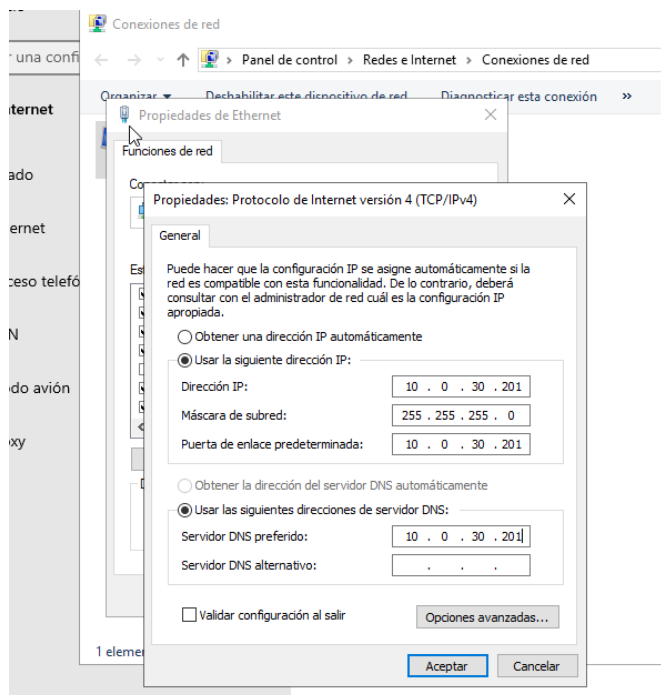 Conexiones de red
una confi
Panel de control > Redes e Internet > Conexiones de red
Organizar Deshabilitar este dispositivo de red Diagnosticar esta conexión »
Propiedades de Ethernet
Funciones de red
Propiedades: Protocolo de Internet versión 4 (TCP/IPv4)
General
Puede hacer que la configuración IP se asigne automáticamente si la
red es compatible con esta funcionalidad. De lo contrario, deberá
consultar con el administrador de red cuál es la configuración IP
apropiada.
Obtener una dirección IP automáticamente
Usar la siguiente dirección IP:
Dirección IP: 10 . 0 . 30 . 201
Máscara de subred: 255 . 255 . 255 . 0
Puerta de enlace predeterminada: 10 . 0 . 30 . 201
Obtener la dirección del servidor DNS automáticamente
Usar las siguientes direcciones de servidor DNS:
Servidor DNS preferido: 10 . 0 . 30 . 201
Servidor DNS alternativo: . . .
Validar configuración al salir
Opciones avanzadas...
Aceptar Cancelar
1 eleme
ternet
ado
ernet
ceso telefó
N
do avión
xy